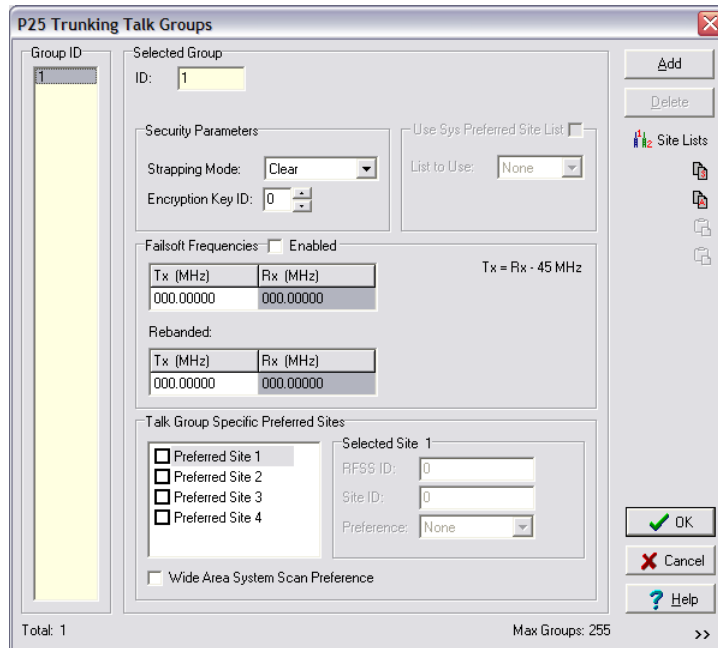 P25 Trunking Talk Groups
Group ID
1
Selected Group
ID: 1
Security Parameters
Strapping Mode: Clear
Encryption Key ID: 0
Use Sys Preferred Site List
List to Use: None
Failsoft Frequencies Enabled
Tx = Rx - 45 MHz
Tx (MHz) Rx (MHz)
000.00000 000.00000
Rebanded:
Tx (MHz) Rx (MHz)
000.00000 000.00000
Talk Group Specific Preferred Sites
Preferred Site 1
Preferred Site 2
Preferred Site 3
Preferred Site 4
Selected Site 1
RFSS ID: 0
Site ID: 0
Preference: None
Wide Area System Scan Preference
Add
Delete
1 2 Site Lists
OK
Cancel
? Help
Total: 1
Max Groups: 255
>>